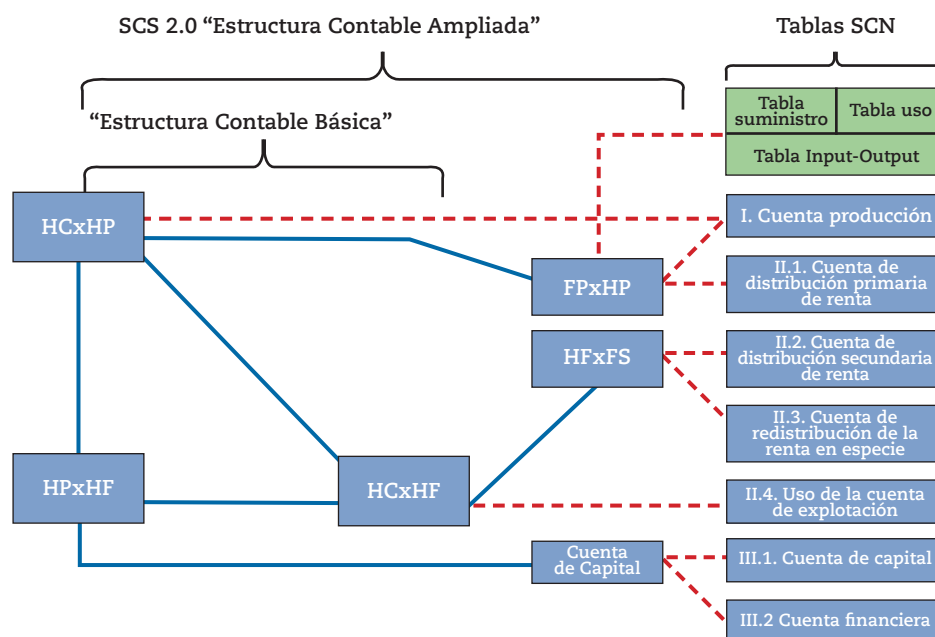 SCS 2.0 “Estructura Contable Ampliada”
Tablas SCN
“Estructura Contable Básica”
Tabla
suministro
Tabla uso
Tabla Input-Output
HCxHP
I. Cuenta producción
FPxHP
II.1. Cuenta de
distribución primaria
de renta
HFxFS
II.2. Cuenta de
distribución secundaria
de renta
II.3. Cuenta de
redistribución de la
renta en especie
HPxHF
HCxHF
II.4. Uso de la cuenta
de explotación
Cuenta
de Capital
III.1. Cuenta de capital
III.2 Cuenta financiera